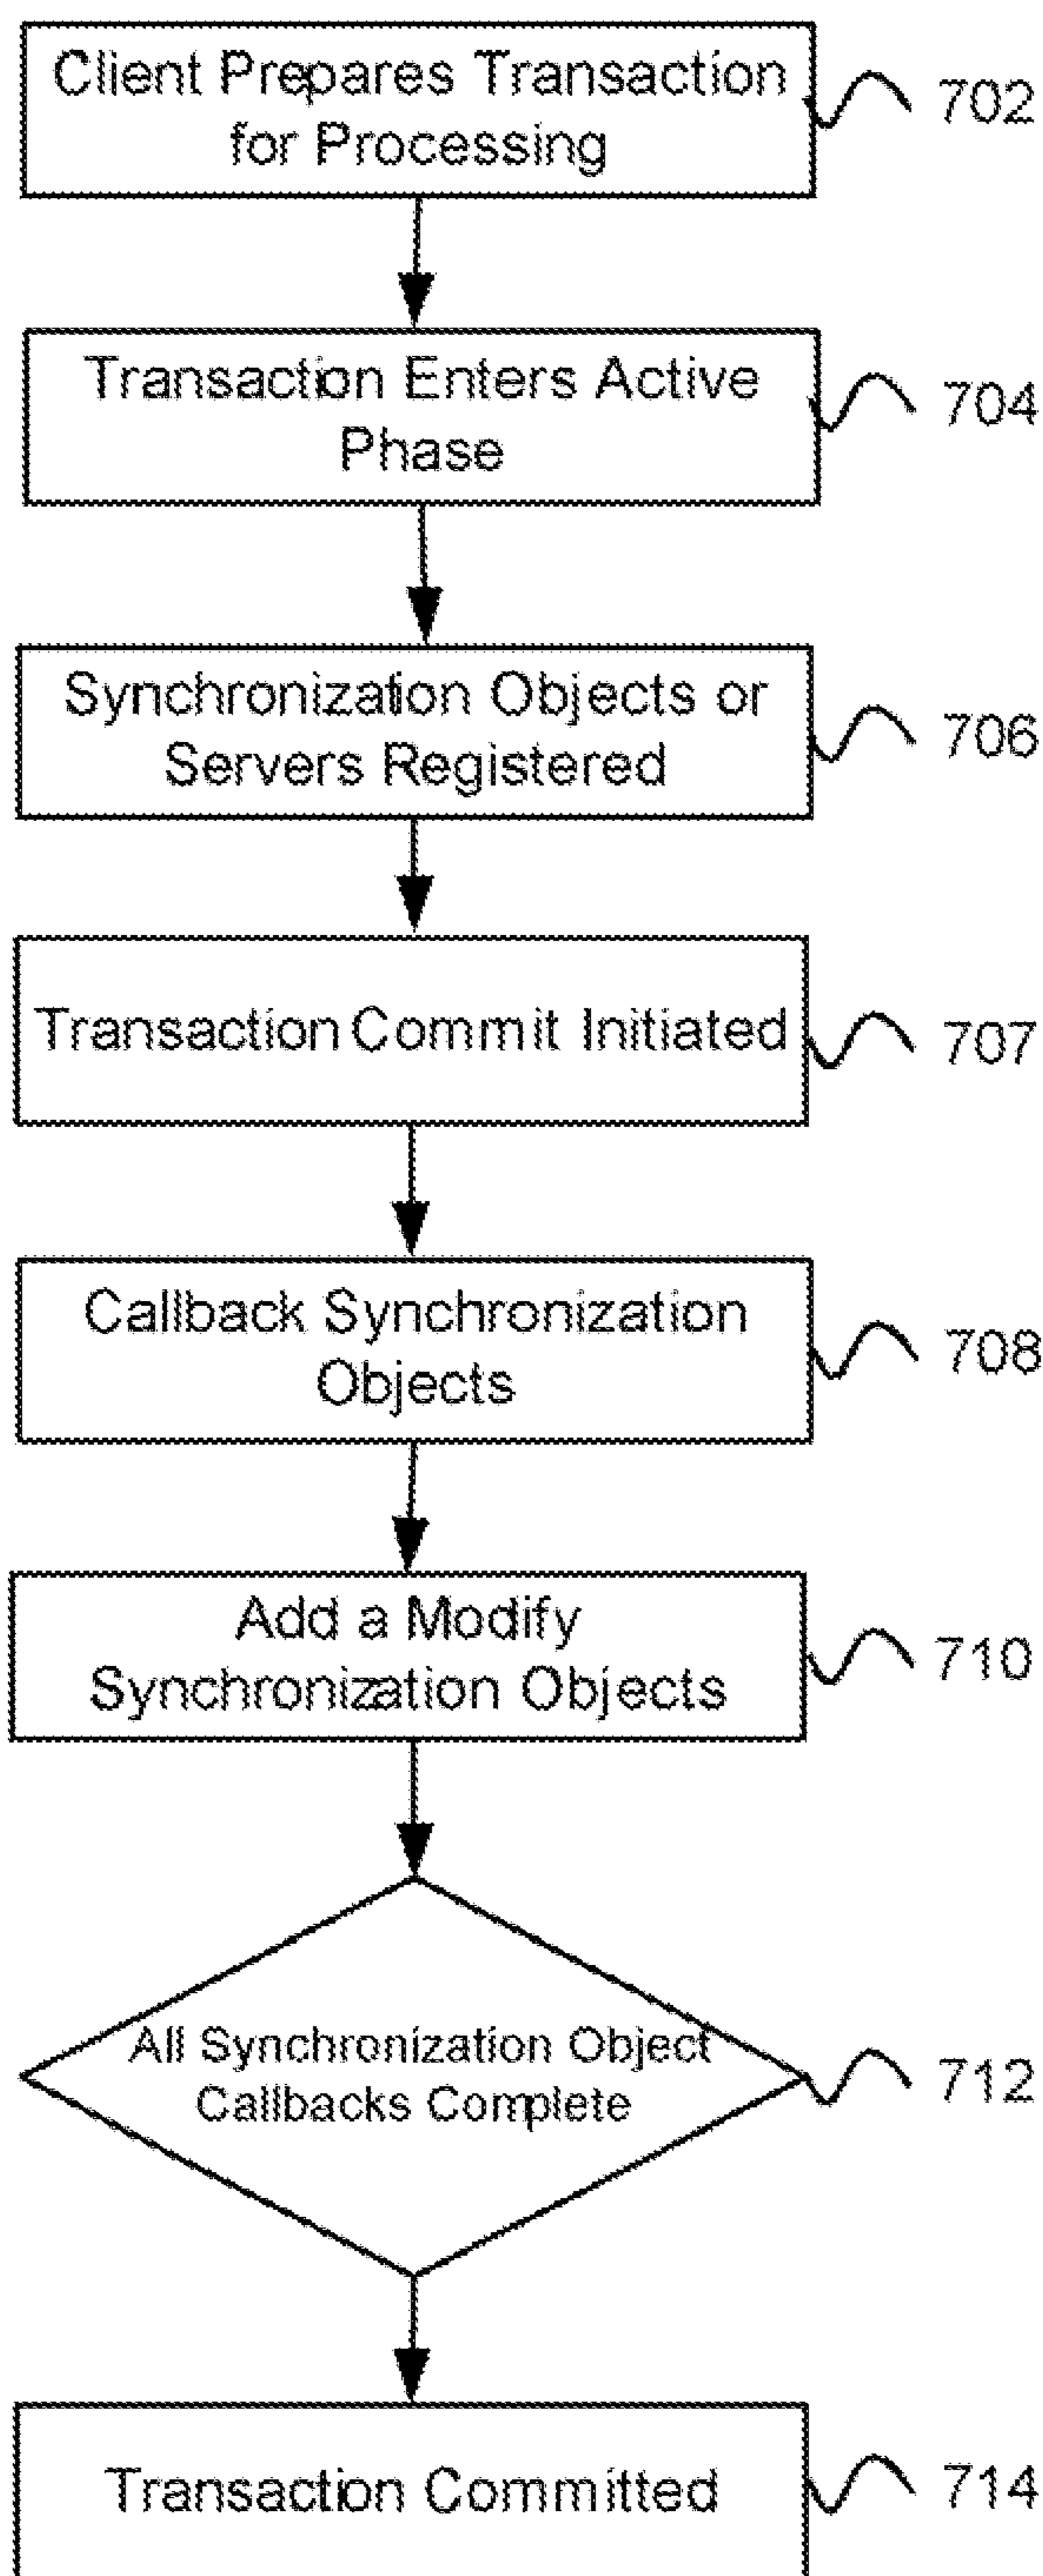 Client Prepares Transaction
for Processing
702
Transaction Enters Active
Phase
704
Synchronization Objects or
Servers Registered
706
Transaction Commit Initiated
707
Callback Synchronization
Objects
708
Add a Modify
Synchronization Objects
710
All Synchronization Object
Callbacks Complete
712
Transaction Committed
714